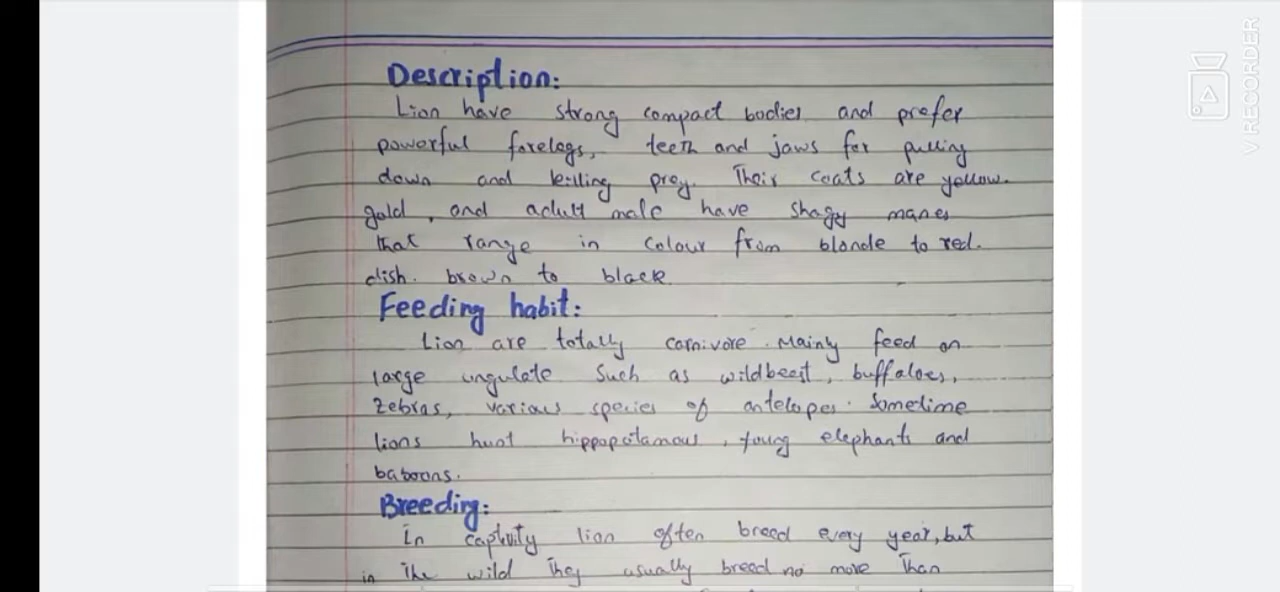 Description:
Lion have strong compact bodies and prefer
powerful forelegs, teeth and jaws for pulling
down and killing prey. Their coats are yellow.
gold, and adult male have shagy manes
that range in colour from blonde to red.
dish. brown to black.
Feeding habit:
Lion are totally carnivore. Mainly feed on
large ungulate such as wildbeest, buffaloes,
Zebras, various species of antelopes. Sometime
lions hunt hippopotamous, young elephants and
baboons.
Breeding:
In captivity lion often breed every year, but
in the wild they usually breed no more than
V RECORDER